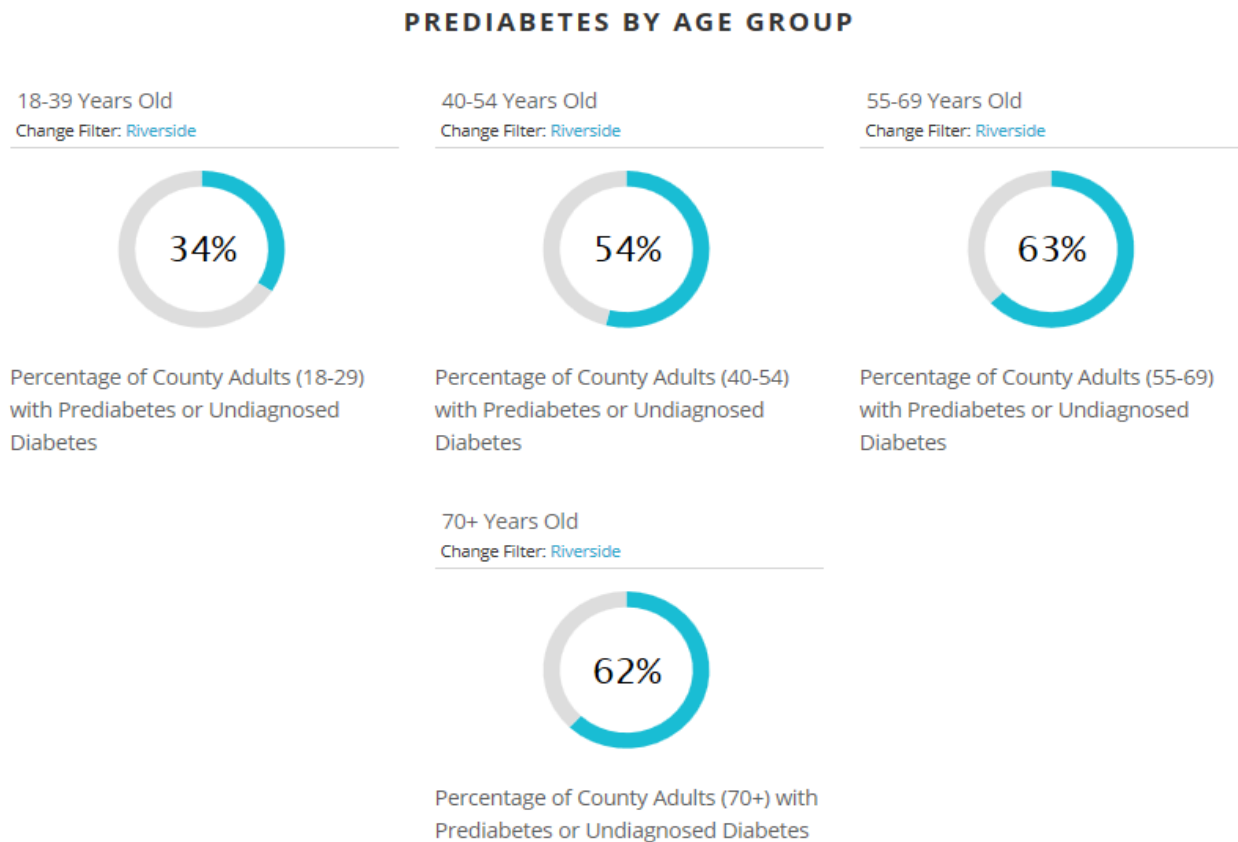 PREDIABETES BY AGE GROUP
18-39 Years Old
Change Filter: Riverside
34%
Percentage of County Adults (18-29)
with Prediabetes or Undiagnosed
Diabetes
40-54 Years Old
Change Filter: Riverside
54%
Percentage of County Adults (40-54)
with Prediabetes or Undiagnosed
Diabetes
55-69 Years Old
Change Filter: Riverside
63%
Percentage of County Adults (55-69)
with Prediabetes or Undiagnosed
Diabetes
70+ Years Old
Change Filter: Riverside
62%
Percentage of County Adults (70+) with
Prediabetes or Undiagnosed Diabetes